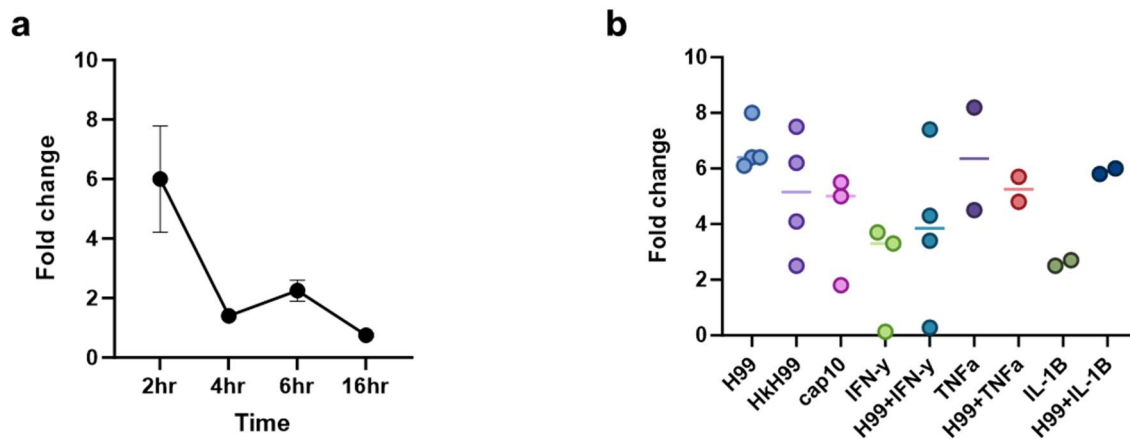 a
Fold change
10
8
6
4
2
0
2hr 4hr 6hr 16hr
Time
b
Fold change
10
8
6
4
2
0
H99 HkH99 cap10 IFN-y H99+IFN-y TNFa H99+TNFa IL-1B H99+IL-1B